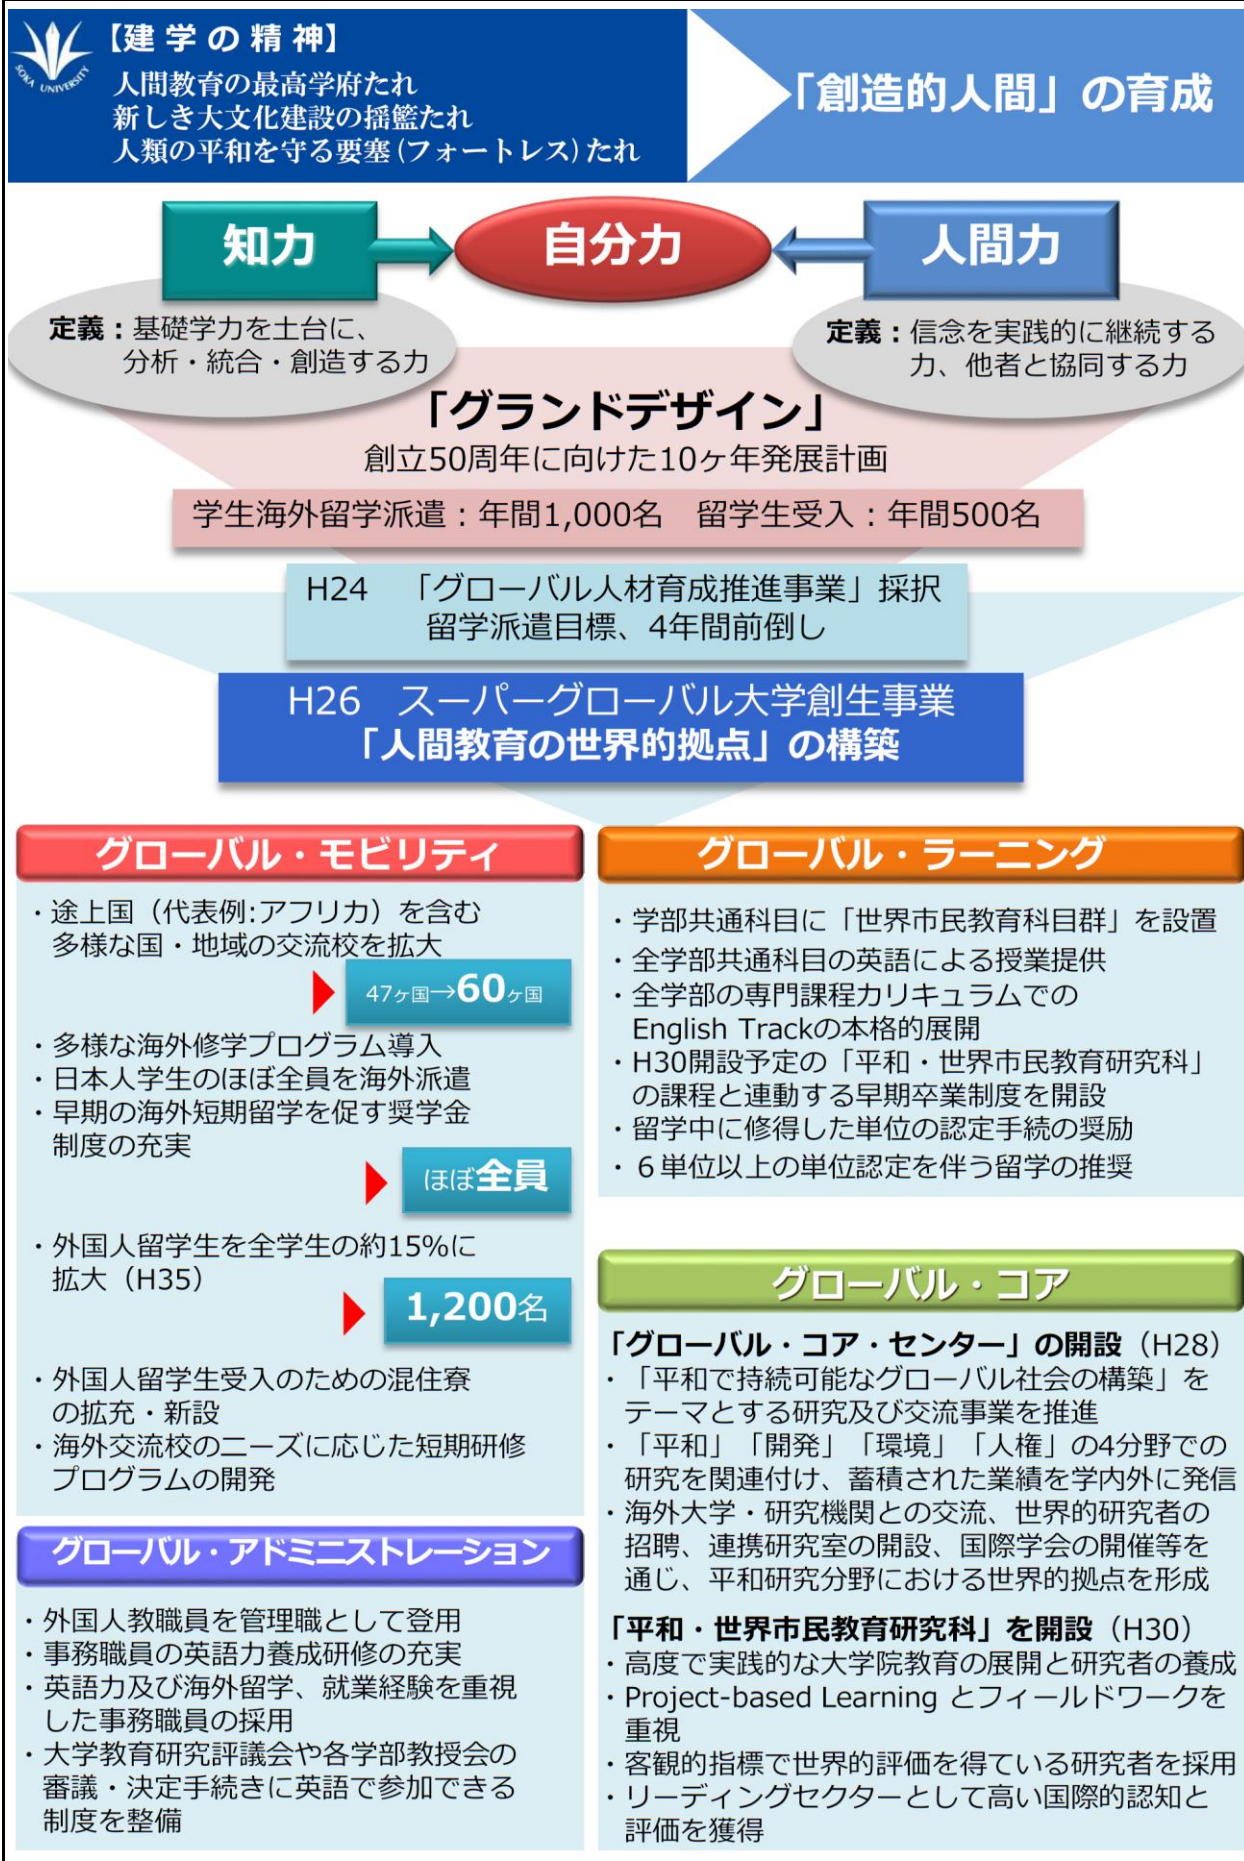 SOKA UNIVERSITY
【建 学 の 精 神】
人間教育の最高学府たれ
新しき大文化建設の揺籃たれ
人類の平和を守る要塞(フォートレス)たれ
「創造的人間」の育成
知力
自分力
人間力
定義：基礎学力を土台に、
分析・統合・創造する力
定義：信念を実践的に継続する
力、他者と協同する力
「グランドデザイン」
創立50周年に向けた10ヶ年発展計画
学生海外留学派遣：年間1,000名　留学生受入：年間500名
H24　「グローバル人材育成推進事業」採択
留学派遣目標、4年間前倒し
H26　スーパーグローバル大学創生事業
「人間教育の世界的拠点」の構築
グローバル・モビリティ
・途上国（代表例:アフリカ）を含む
多様な国・地域の交流校を拡大
47ヶ国→60ヶ国
・多様な海外修学プログラム導入
・日本人学生のほぼ全員を海外派遣
・早期の海外短期留学を促す奨学金
制度の充実
ほぼ全員
・外国人留学生を全学生の約15%に
拡大（H35）
1,200名
・外国人留学生受入のための混住寮
の拡充・新設
・海外交流校のニーズに応じた短期研修
プログラムの開発
グローバル・アドミニストレーション
・外国人教職員を管理職として登用
・事務職員の英語力養成研修の充実
・英語力及び海外留学、就業経験を重視
した事務職員の採用
・大学教育研究評議会や各学部教授会の
審議・決定手続きに英語で参加できる
制度を整備
グローバル・ラーニング
・学部共通科目に「世界市民教育科目群」を設置
・全学部共通科目の英語による授業提供
・全学部の専門課程カリキュラムでの
English Trackの本格的展開
・H30開設予定の「平和・世界市民教育研究科」
の課程と連動する早期卒業制度を開設
・留学中に修得した単位の認定手続の奨励
・６単位以上の単位認定を伴う留学の推奨
グローバル・コア
「グローバル・コア・センター」の開設（H28）
・「平和で持続可能なグローバル社会の構築」を
テーマとする研究及び交流事業を推進
・「平和」「開発」「環境」「人権」の4分野での
研究を関連付け、蓄積された業績を学内外に発信
・海外大学・研究機関との交流、世界的研究者の
招聘、連携研究室の開設、国際学会の開催等を
通じ、平和研究分野における世界的拠点を形成
「平和・世界市民教育研究科」を開設（H30）
・高度で実践的な大学院教育の展開と研究者の養成
・Project-based Learning とフィールドワークを
重視
・客観的指標で世界的評価を得ている研究者を採用
・リーディングセクターとして高い国際的認知と
評価を獲得